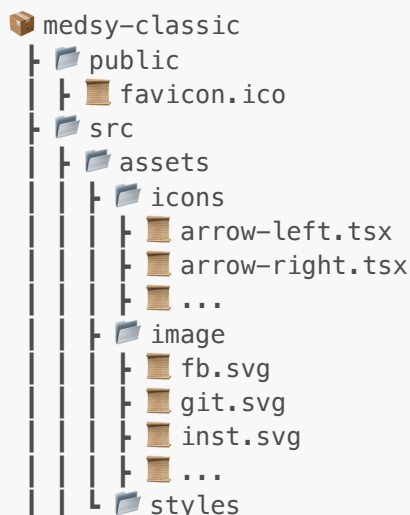 medsy-classic
public
favicon.ico
src
assets
icons
arrow-left.tsx
arrow-right.tsx
...
image
fb.svg
git.svg
inst.svg
...
styles